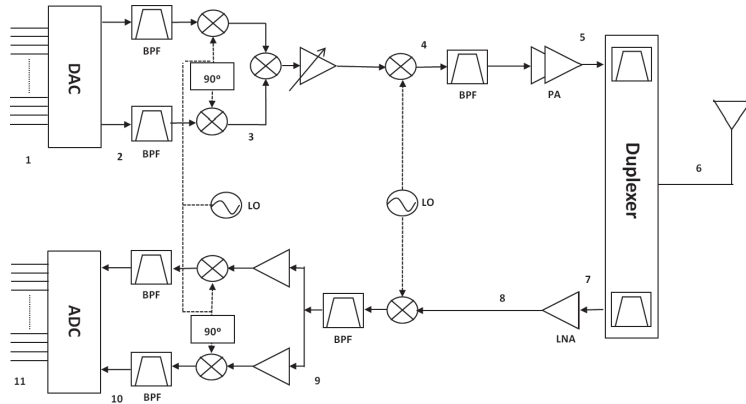 DAC
BPF
90°
4
BPF
PA
5
1
2
BPF
3
Duplexer
6
LO
LO
ADC
BPF
90°
BPF
8
7
LNA
11
10
BPF
9